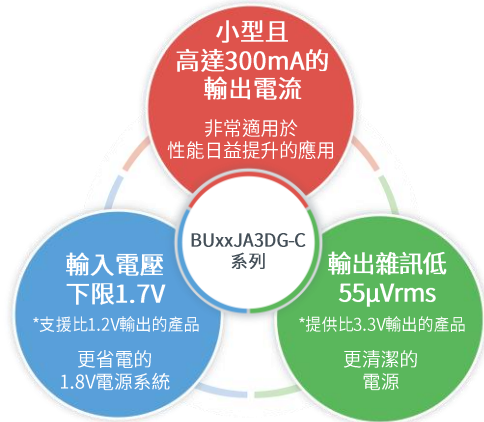 小型且
高達300mA的
輸出電流
非常適用於
性能日益提升的應用
BUxxJA3DG-C
系列
輸入電壓
下限1.7V
*支援比1.2V輸出的產品
更省電的
1.8V電源系統
輸出雜訊低
55μVrms
*提供比3.3V輸出的產品
更清潔的
電源